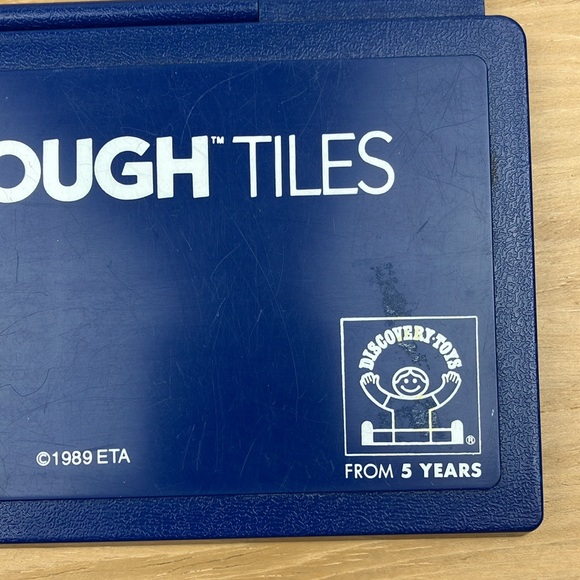 OUGH™ TILES
DISCOVERY·TOYS
®
©1989 ETA
FROM 5 YEARS